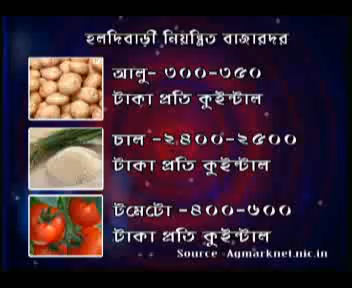 হলদিবাড়ী নিয়ন্ত্রিত বাজারদর
আলু- ৩০০-৩৫০
টাকা প্রতি কুইন্টাল
চাল -২৪০০-২৫০০
টাকা প্রতি কুইন্টাল
টমেটো -৪০০-৬০০
টাকা প্রতি কুইন্টাল
Source -Agmarknet.nic.in